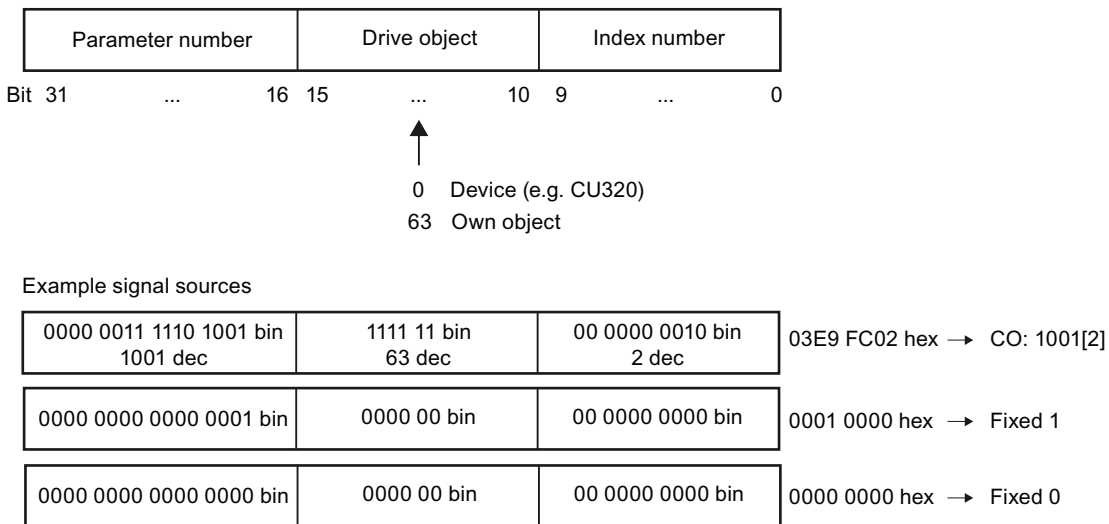 Parameter number Drive object Index number
Bit 31 ... 16 15 ... 10 9 ... 0
0 Device (e.g. CU320)
63 Own object
Example signal sources
0000 0011 1110 1001 bin 1111 11 bin 00 0000 0010 bin 03E9 FC02 hex → CO: 1001[2]
1001 dec 63 dec 2 dec
0000 0000 0000 0001 bin 0000 00 bin 00 0000 0000 bin 0001 0000 hex → Fixed 1
0000 0000 0000 0000 bin 0000 00 bin 00 0000 0000 bin 0000 0000 hex → Fixed 0